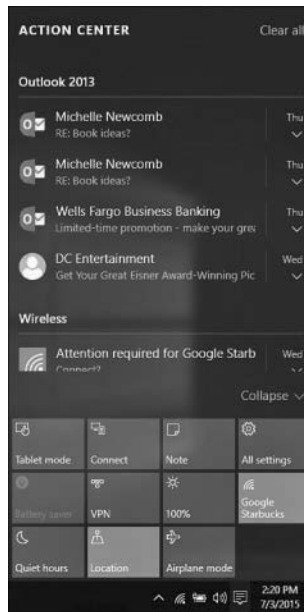 ACTION CENTER Clear all
Outlook 2013
Michelle Newcomb Thu
RE: Book ideas?
Michelle Newcomb Thu
RE: Book ideas?
Wells Fargo Business Banking Thu
Limited-time promotion - make your grea
DC Entertainment Wed
Get Your Great Eisner Award-Winning Pic
Wireless
Attention required for Google Starb Wed
Connect?
Collapse
Tablet mode Connect Note All settings
Battery saver VPN 100% Google Starbucks
Quiet hours Location Airplane mode
2:20 PM
7/3/2015